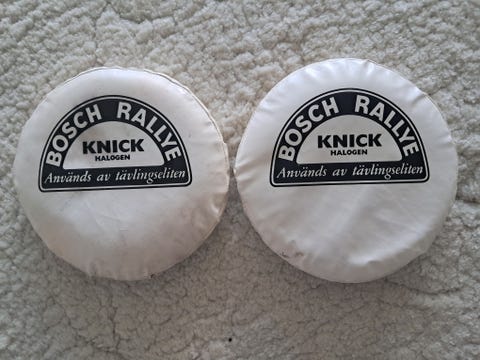 BOSCH RALLYE
KNICK
HALOGEN
Används av tävlingseliten
BOSCH RALLYE
KNICK
HALOGEN
Används av tävlingseliten